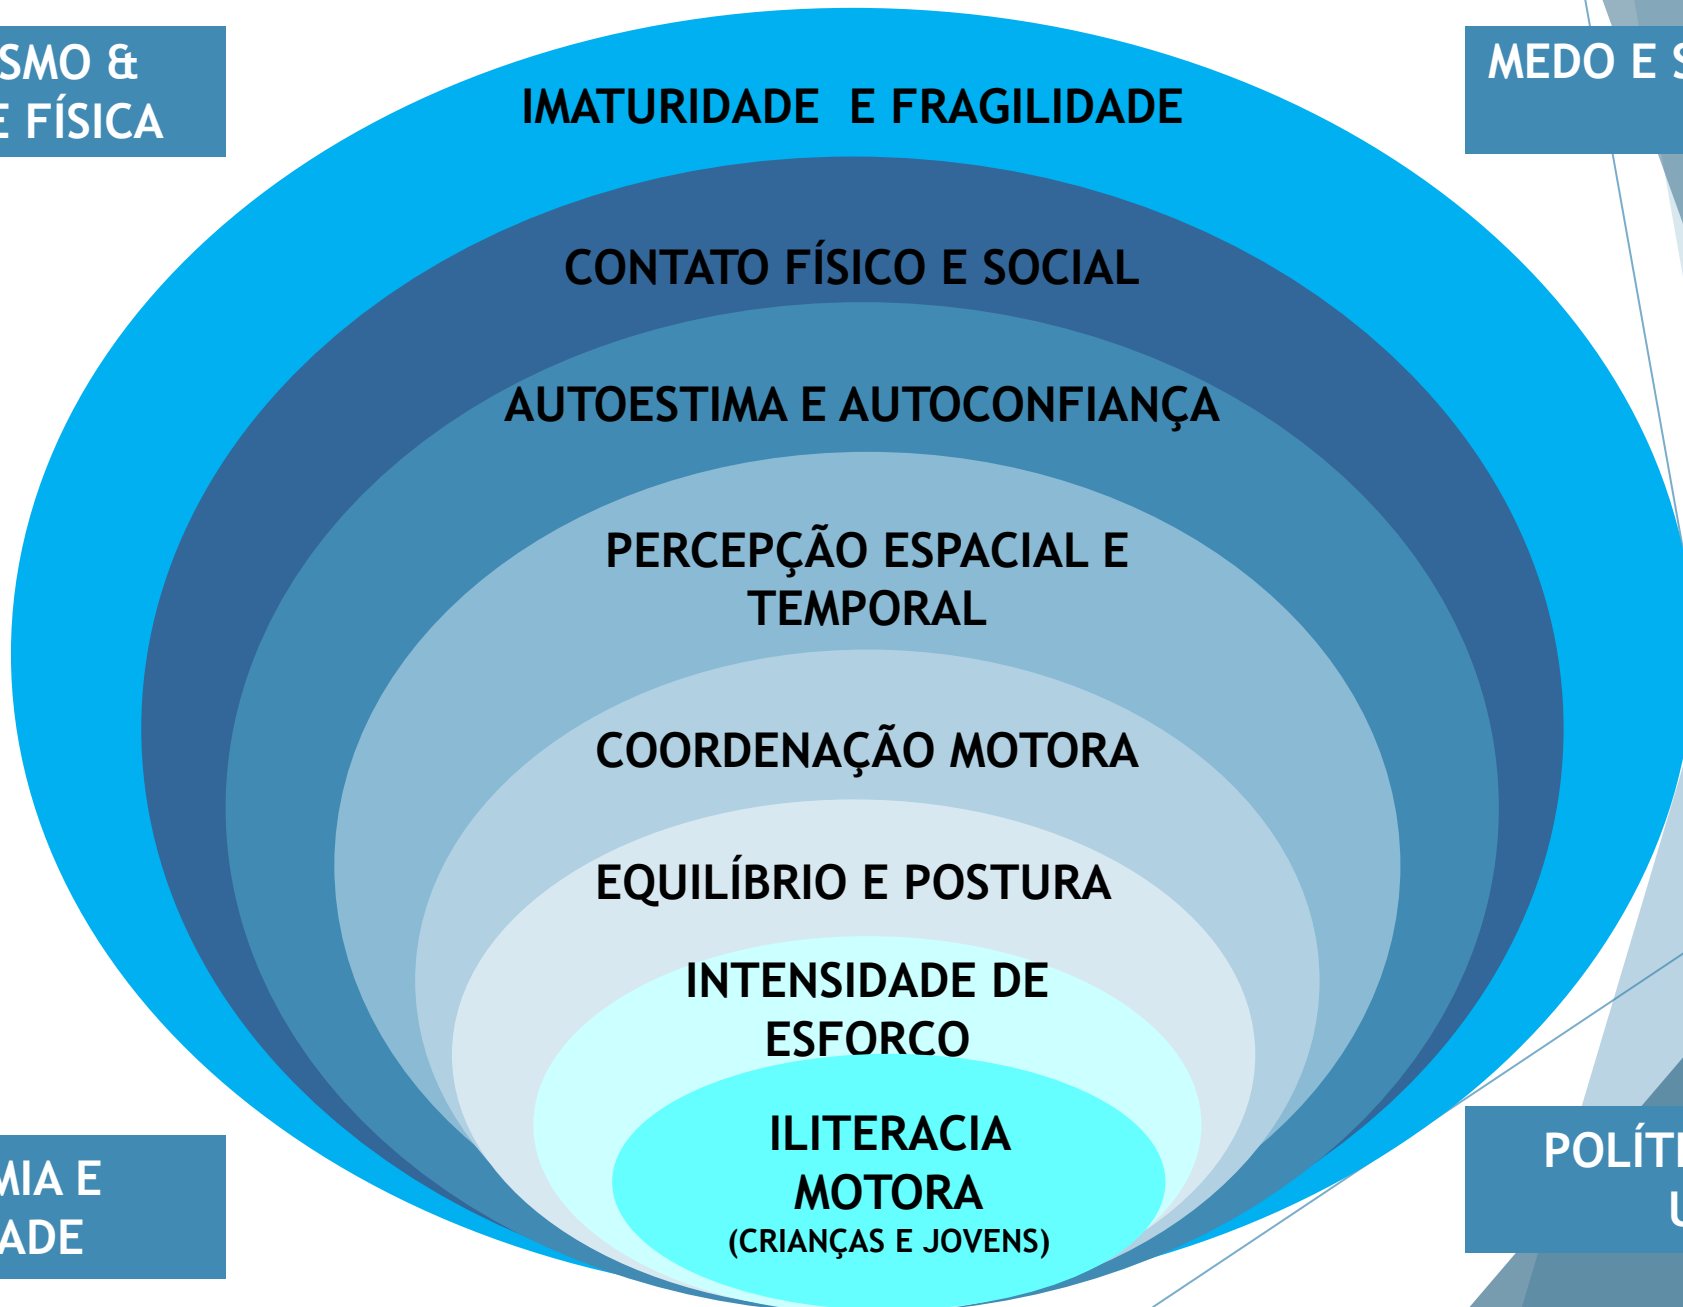 SMO &
E FÍSICA
MEDO E S
IMATURIDADE E FRAGILIDADE
CONTATO FÍSICO E SOCIAL
AUTOESTIMA E AUTOCONFIANÇA
PERCEPÇÃO ESPACIAL E
TEMPORAL
COORDENAÇÃO MOTORA
EQUILÍBRIO E POSTURA
INTENSIDADE DE
ESFORCO
ILITERACIA
MOTORA
(CRIANÇAS E JOVENS)
MIA E
ADE
POLÍT